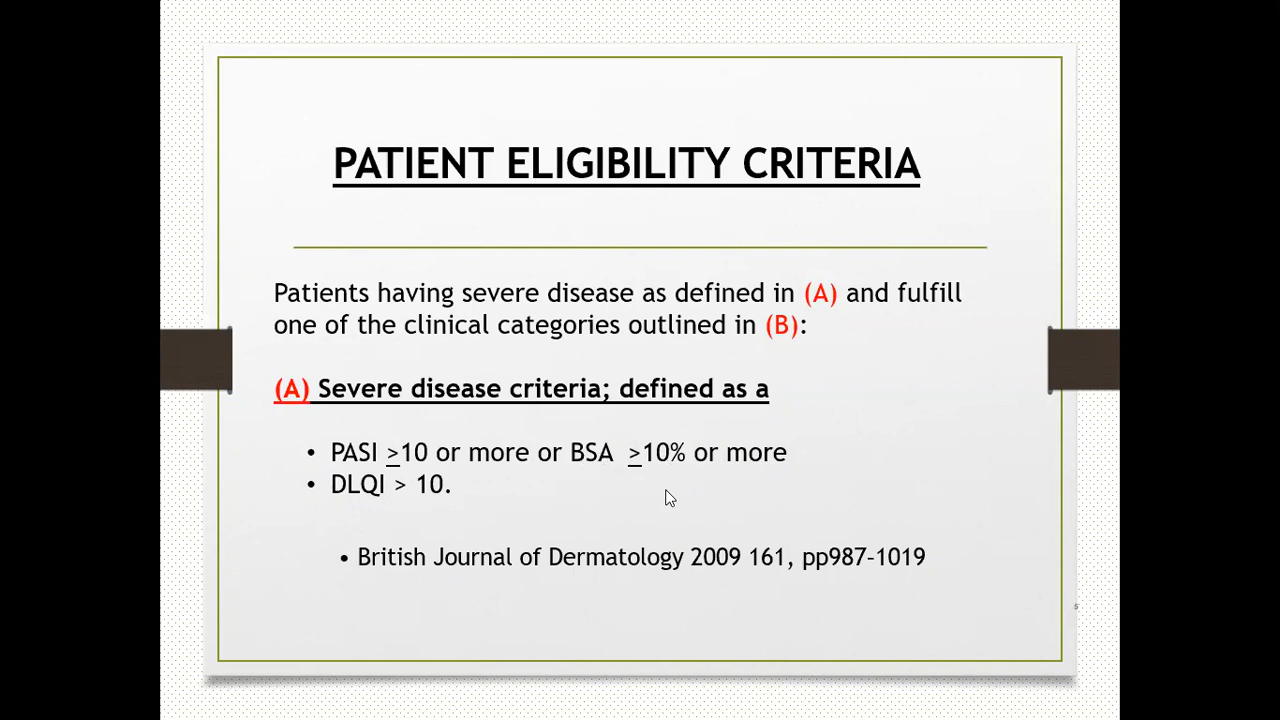 PATIENT ELIGIBILITY CRITERIA
Patients having severe disease as defined in (A) and fulfill
one of the clinical categories outlined in (B):
(A) Severe disease criteria; defined as a
• PASI >10 or more or BSA  >10% or more
• DLQI > 10.
• British Journal of Dermatology 2009 161, pp987–1019
5